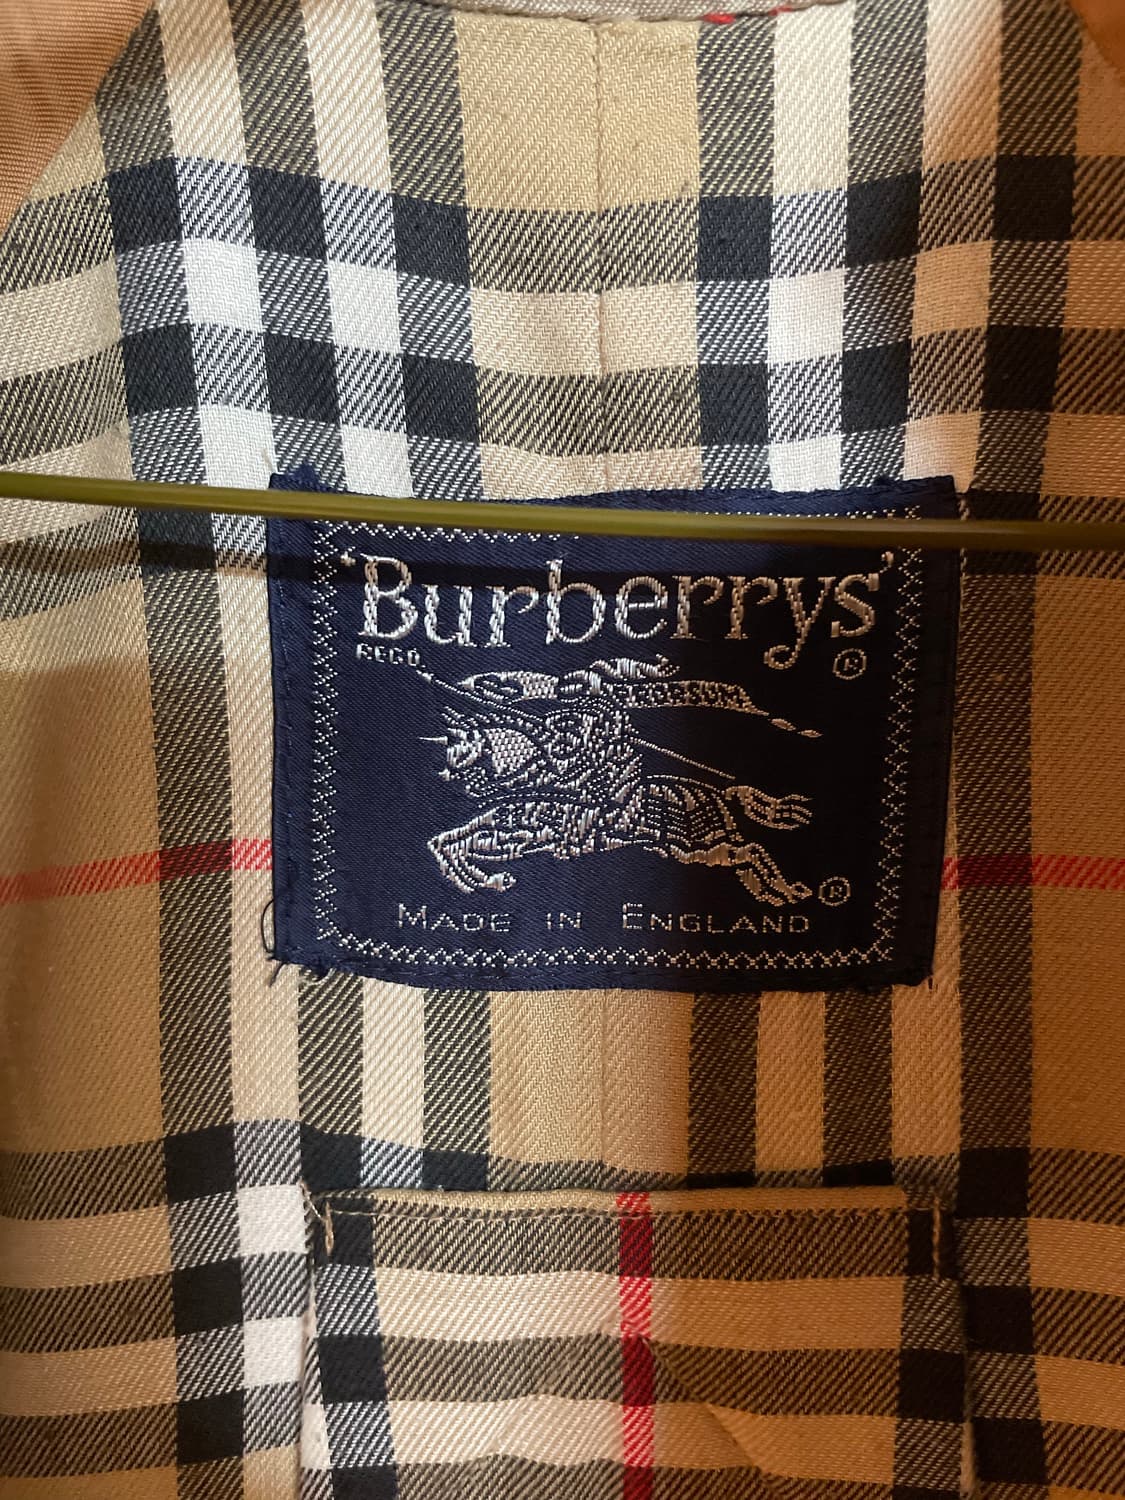 'Burberrys'
REGD.
®
®
MADE IN ENGLAND